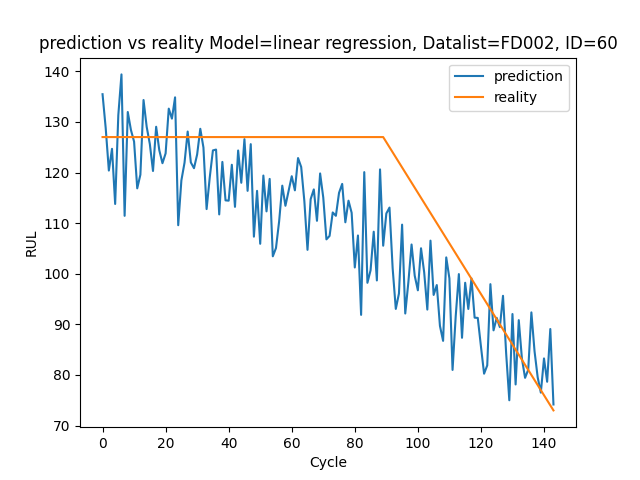 prediction vs reality Model=linear regression, Datalist=FD002, ID=60
prediction
reality
RUL
140
130
120
110
100
90
80
70
0 20 40 60 80 100 120 140
Cycle